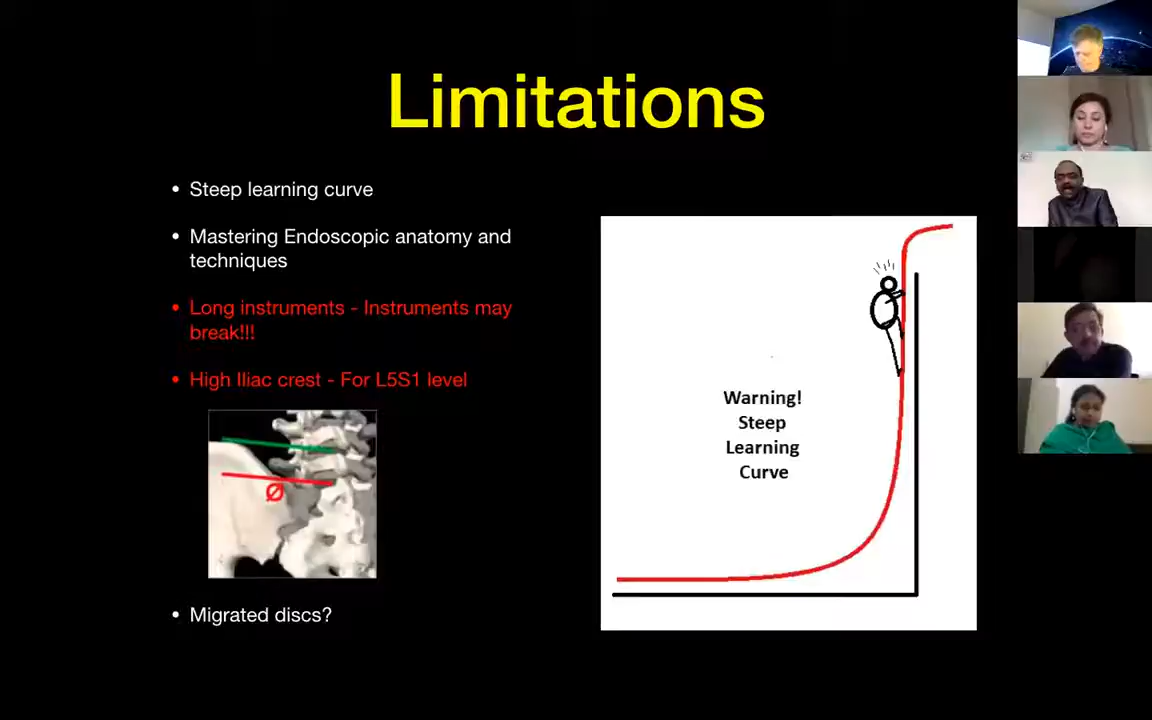 Limitations
• Steep learning curve
• Mastering Endoscopic anatomy and
techniques
• Long instruments - Instruments may
break!!!
• High Iliac crest - For L5S1 level
Ø
• Migrated discs?
Warning!
Steep
Learning
Curve